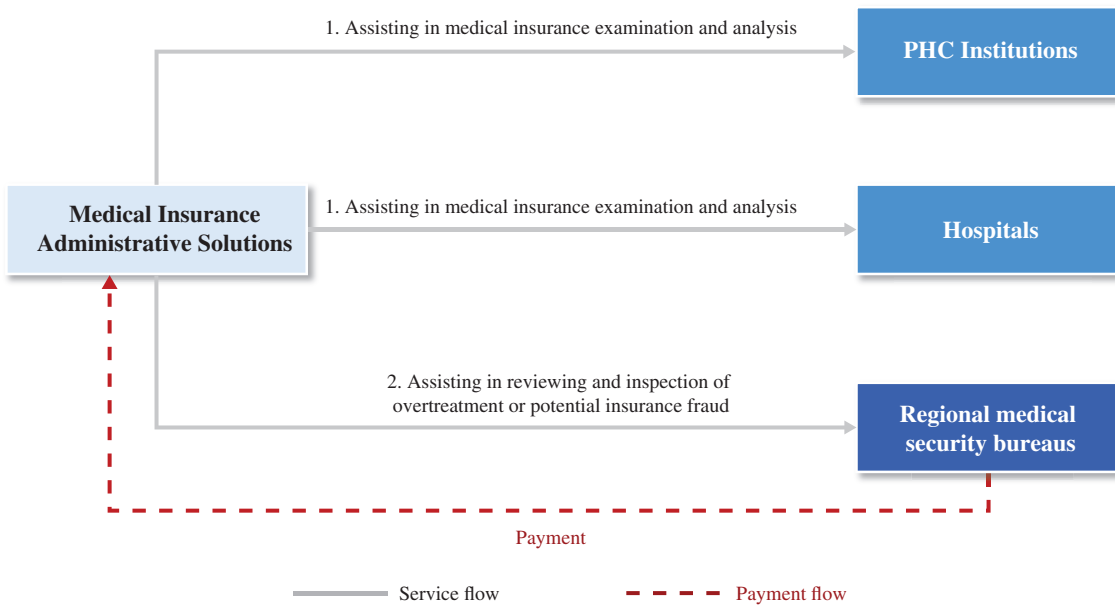 1. Assisting in medical insurance examination and analysis
PHC Institutions
Medical Insurance
Administrative Solutions
1. Assisting in medical insurance examination and analysis
Hospitals
2. Assisting in reviewing and inspection of
overtreatment or potential insurance fraud
Regional medical
security bureaus
Payment
Service flow
Payment flow